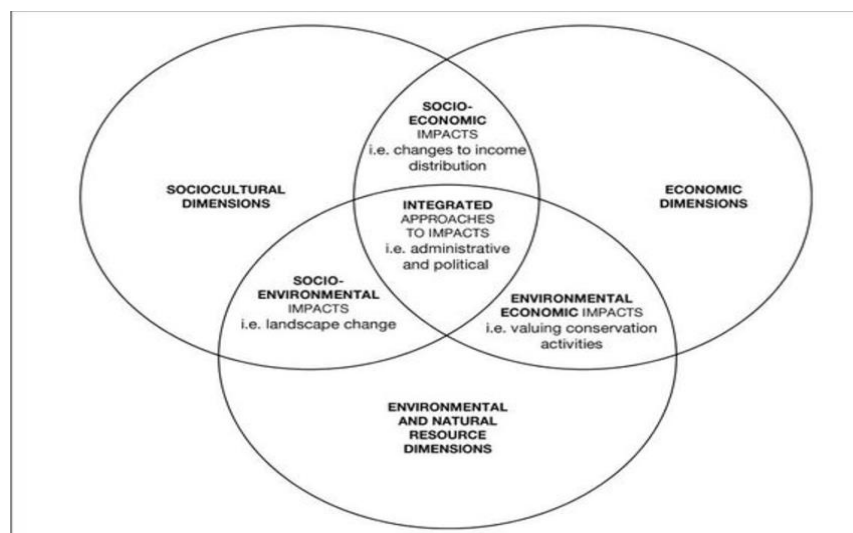 SOCIO-
ECONOMIC
IMPACTS
i.e. changes to income
distribution
SOCIOCULTURAL
DIMENSIONS
ECONOMIC
DIMENSIONS
INTEGRATED
APPROACHES
TO IMPACTS
i.e. administrative
and political
SOCIO-
ENVIRONMENTAL
IMPACTS
i.e. landscape change
ENVIRONMENTAL
ECONOMIC IMPACTS
i.e. valuing conservation
activities
ENVIRONMENTAL
AND NATURAL
RESOURCE
DIMENSIONS